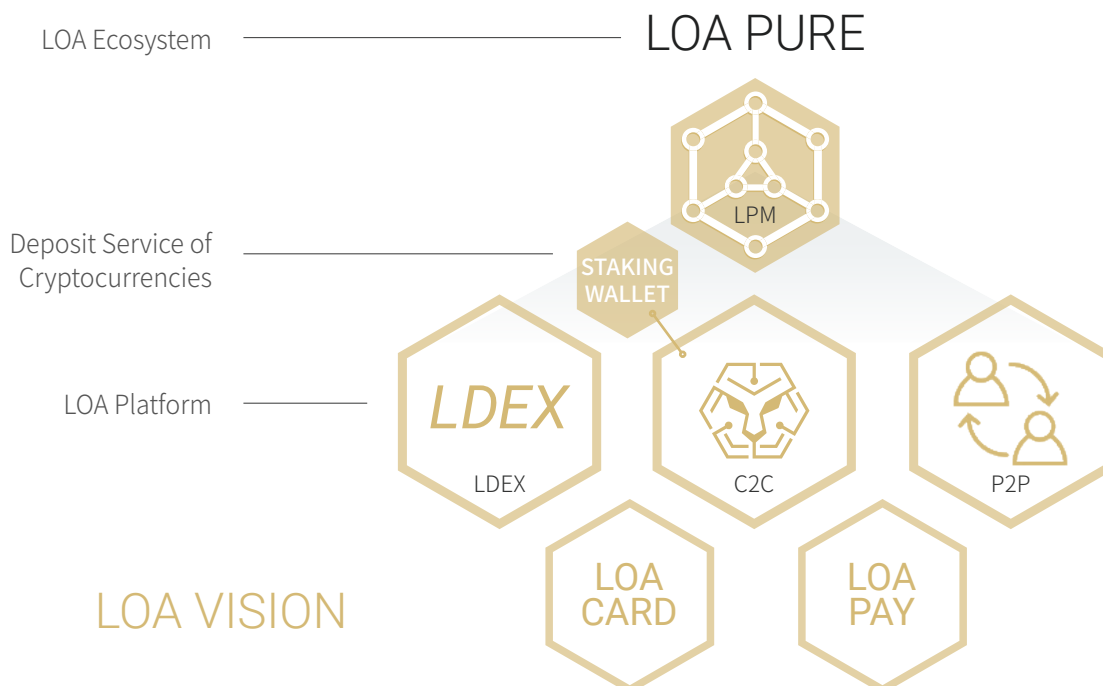 LOA Ecosystem
LOA PURE
LPM
Deposit Service of
Cryptocurrencies
STAKING
WALLET
LOA Platform
LDEX
LDEX
C2C
P2P
LOA
CARD
LOA
PAY
LOA VISION